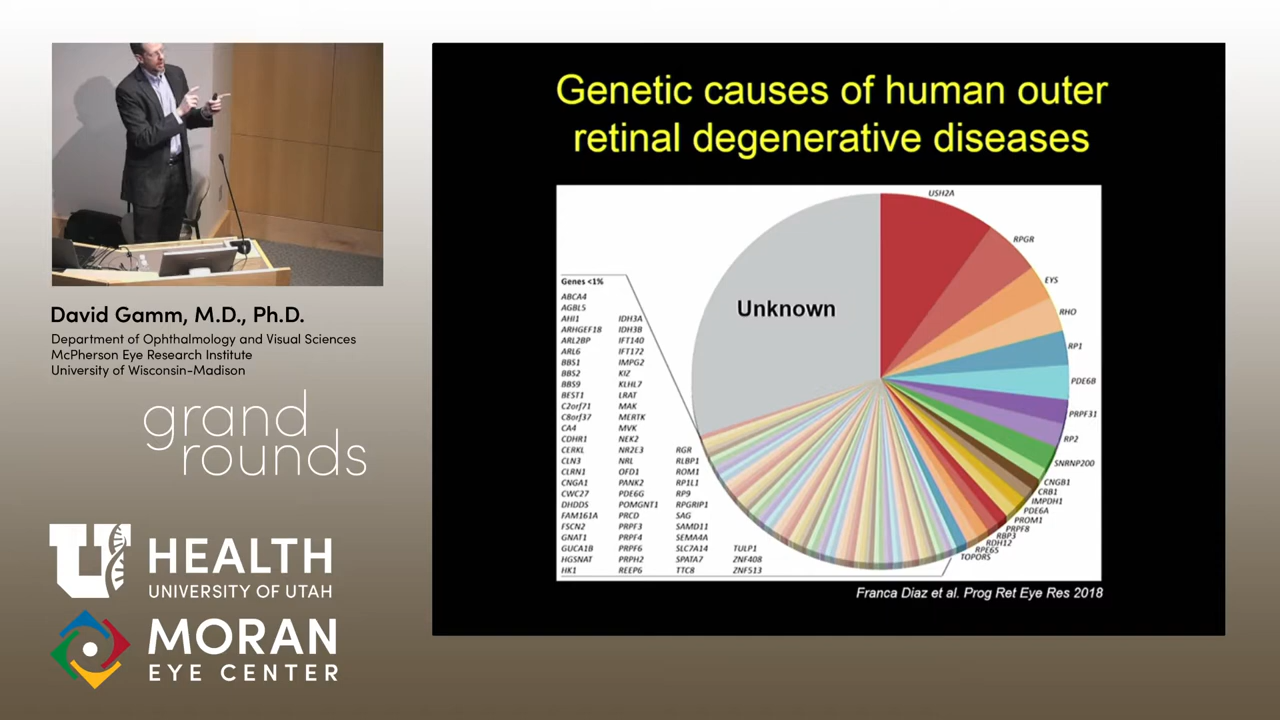 David Gamm, M.D., Ph.D.
Department of Ophthalmology and Visual Sciences
McPherson Eye Research Institute
University of Wisconsin-Madison
grand
rounds
U HEALTH
UNIVERSITY OF UTAH
MORAN
EYE CENTER
Genetic causes of human outer
retinal degenerative diseases
Unknown
USH2A
RPGR
EYS
RHO
RP1
PDE6B
PRPF31
RP2
SNRNP200
CNGB1
CRB1
IMPDH1
PDE6A
PROM1
PRPF8
RBP3
RDH12
RPE65
TOPORS
Genes <1%
ABCA4
AGBL5
AHI1 IDH3A
ARHGEF18 IDH3B
ARL2BP IFT140
ARL6 IFT172
BBS1 IMPG2
BBS2 KIZ
BBS9 KLHL7
BEST1 LRAT
C2orf71 MAK
C8orf37 MERTK
CA4 MVK
CDHR1 NEK2
CERKL NR2E3 RGR
CLN3 NRL RLBP1
CLRN1 OFD1 ROM1
CNGA1 PANK2 RP1L1
CWC27 PDE6G RP9
DHDDS POMGNT1 RPGRIP1
FAM161A PRCD SAG
FSCN2 PRPF3 SAMD11
GNAT1 PRPF4 SEMA4A
GUCA1B PRPF6 SLC7A14 TULP1
HGSNAT PRPH2 SPATA7 ZNF408
HK1 REEP6 TTC8 ZNF513
Franca Diaz et al. Prog Ret Eye Res 2018